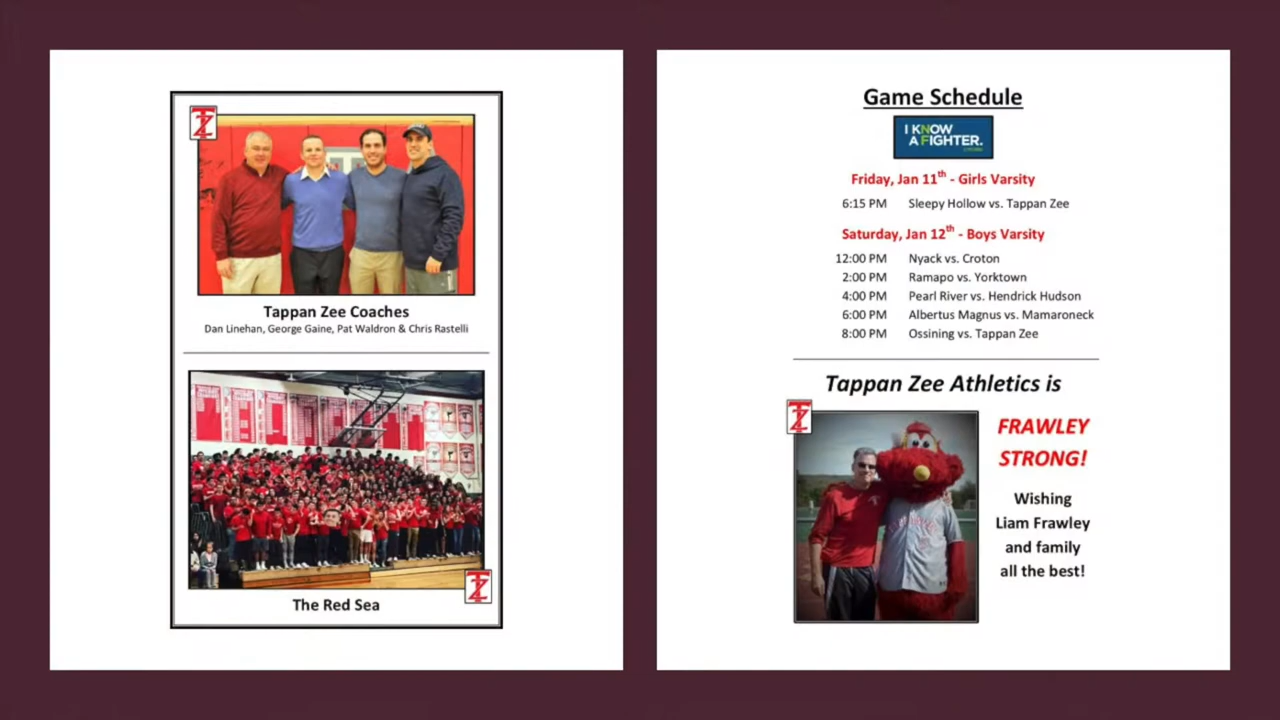 TZ
Tappan Zee Coaches
Dan Linehan, George Gaine, Pat Waldron & Chris Rastelli
TZ
The Red Sea
Game Schedule
I KNOW
A FIGHTER.
Friday, Jan 11th - Girls Varsity
6:15 PM Sleepy Hollow vs. Tappan Zee
Saturday, Jan 12th - Boys Varsity
12:00 PM Nyack vs. Croton
2:00 PM Ramapo vs. Yorktown
4:00 PM Pearl River vs. Hendrick Hudson
6:00 PM Albertus Magnus vs. Mamaroneck
8:00 PM Ossining vs. Tappan Zee
Tappan Zee Athletics is
TZ
FRAWLEY
STRONG!
Wishing
Liam Frawley
and family
all the best!